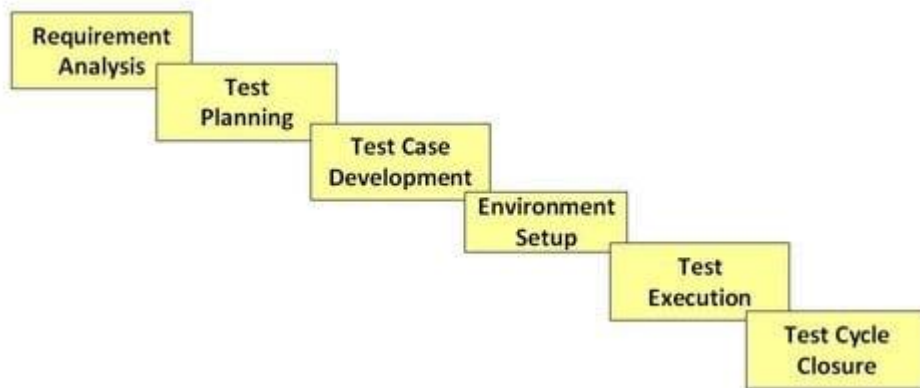 Requirement
Analysis
Test
Planning
Test Case
Development
Environment
Setup
Test
Execution
Test Cycle
Closure